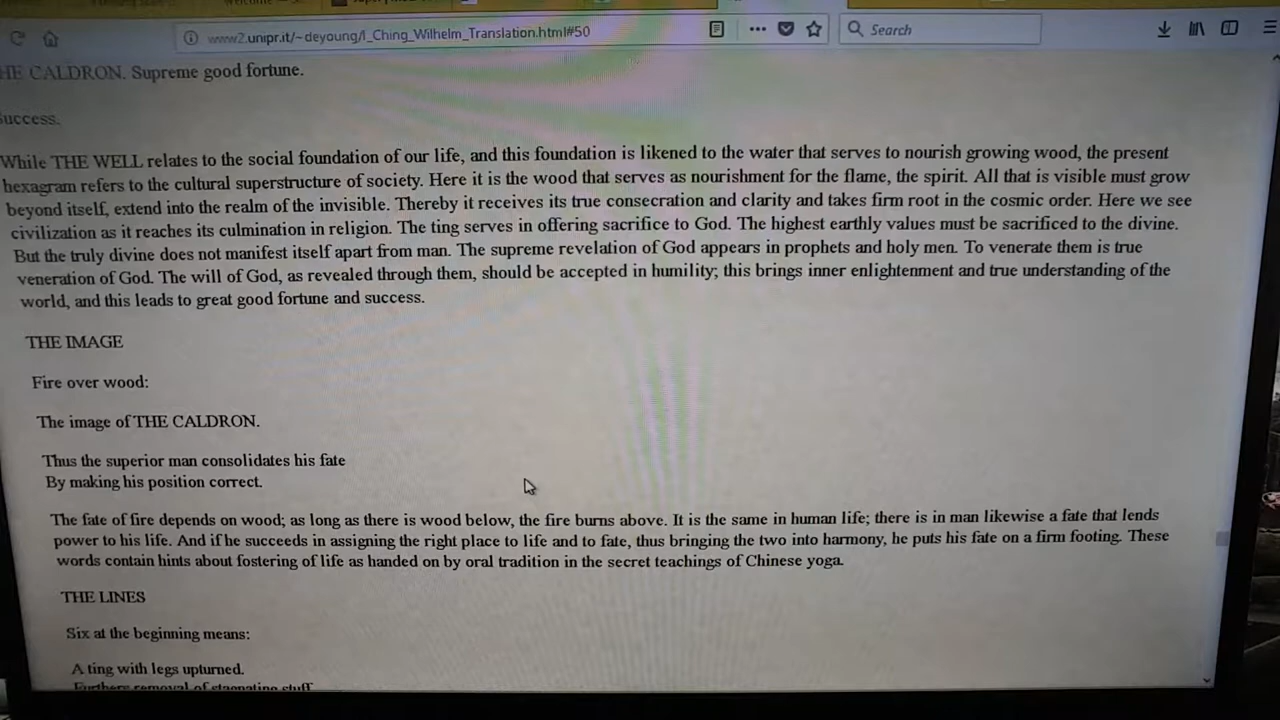 www2.unipr.it/~deyoung/I_Ching_Wilhelm_Translation.html#50
Search
HE CALDRON. Supreme good fortune.
Success.
While THE WELL relates to the social foundation of our life, and this foundation is likened to the water that serves to nourish growing wood, the present
hexagram refers to the cultural superstructure of society. Here it is the wood that serves as nourishment for the flame, the spirit. All that is visible must grow
beyond itself, extend into the realm of the invisible. Thereby it receives its true consecration and clarity and takes firm root in the cosmic order. Here we see
civilization as it reaches its culmination in religion. The ting serves in offering sacrifice to God. The highest earthly values must be sacrificed to the divine.
But the truly divine does not manifest itself apart from man. The supreme revelation of God appears in prophets and holy men. To venerate them is true
veneration of God. The will of God, as revealed through them, should be accepted in humility; this brings inner enlightenment and true understanding of the
world, and this leads to great good fortune and success.
THE IMAGE
Fire over wood:
The image of THE CALDRON.
Thus the superior man consolidates his fate
By making his position correct.
The fate of fire depends on wood; as long as there is wood below, the fire burns above. It is the same in human life; there is in man likewise a fate that lends
power to his life. And if he succeeds in assigning the right place to life and to fate, thus bringing the two into harmony, he puts his fate on a firm footing. These
words contain hints about fostering of life as handed on by oral tradition in the secret teachings of Chinese yoga.
THE LINES
Six at the beginning means:
A ting with legs upturned.
Furthers removal of stagnating stuff